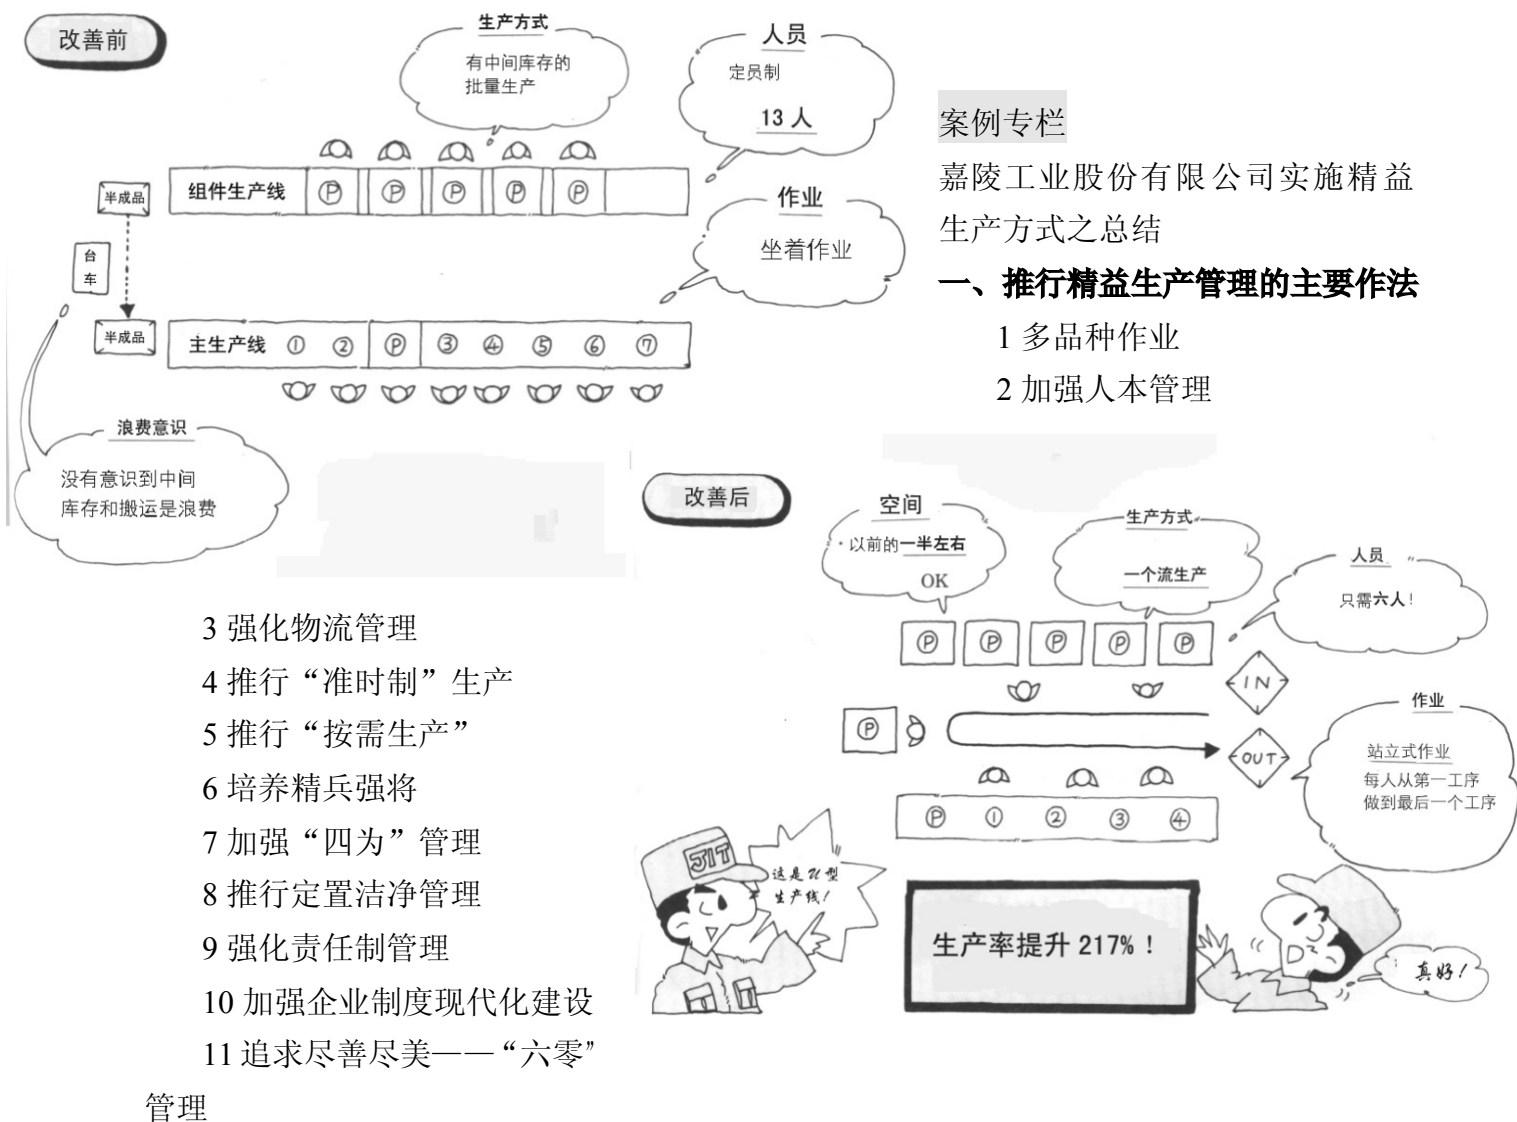 改善前
生产方式
有中间库存的
批量生产
人员
定员制
13 人
半成品
组件生产线 Ⓟ Ⓟ Ⓟ Ⓟ Ⓟ
作业
坐着作业
台
车
半成品
主生产线 ① ② Ⓟ ③ ④ ⑤ ⑥ ⑦
浪费意识
没有意识到中间
库存和搬运是浪费
案例专栏
嘉陵工业股份有限公司实施精益
生产方式之总结
一、推行精益生产管理的主要作法
1 多品种作业
2 加强人本管理
改善后
空间
·以前的一半左右
OK
生产方式
一个流生产
人员
只需六人！
Ⓟ Ⓟ Ⓟ Ⓟ Ⓟ
IN
Ⓟ
OUT
作业
站立式作业
每人从第一工序
做到最后一个工序
Ⓟ ① ② ③ ④
JIT
这是U型
生产线！
生产率提升 217%！
真好！
3 强化物流管理
4 推行“准时制”生产
5 推行“按需生产”
6 培养精兵强将
7 加强“四为”管理
8 推行定置洁净管理
9 强化责任制管理
10 加强企业制度现代化建设
11 追求尽善尽美——“六零”
管理